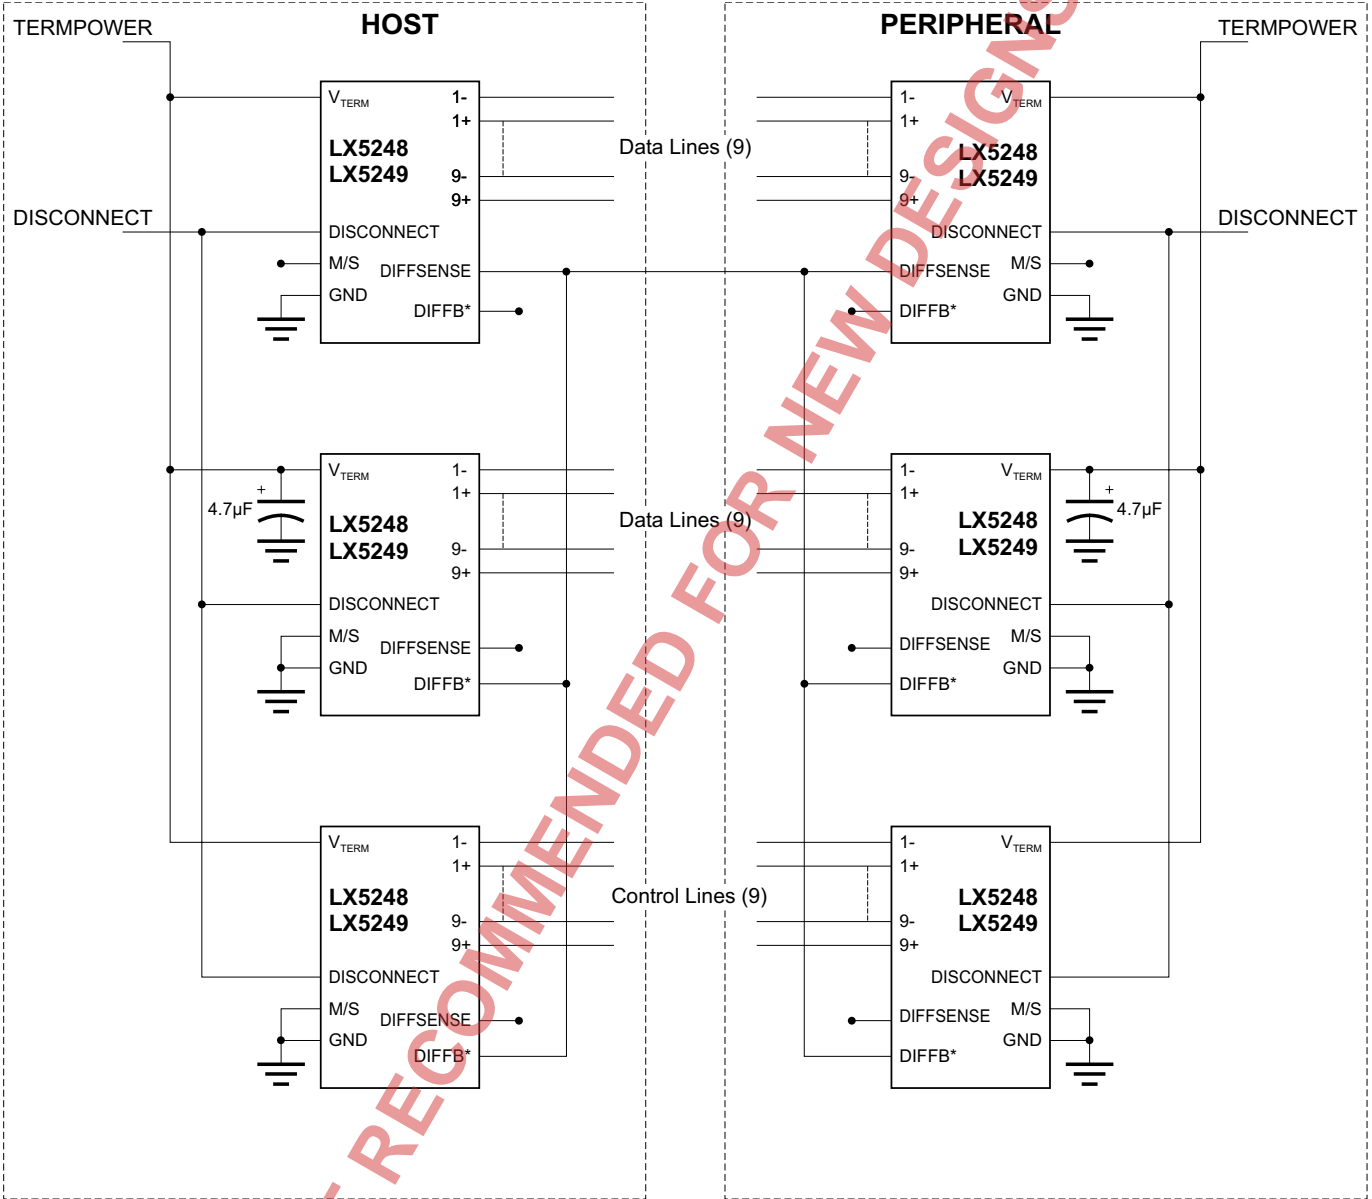 TERMPOWER
HOST
PERIPHERAL
TERMPOWER
VTERM
1-
1+
LX5248
LX5249
9-
9+
DISCONNECT
DISCONNECT
M/S
DIFFSENSE
GND
DIFFB*
Data Lines (9)
1-
VTERM
1+
LX5248
LX5249
9-
9+
DISCONNECT
DISCONNECT
DIFFSENSE
M/S
GND
DIFFB*
VTERM
1-
1+
4.7µF
+
LX5248
LX5249
9-
9+
DISCONNECT
M/S
DIFFSENSE
GND
DIFFB*
Data Lines (9)
1-
VTERM
1+
+
4.7µF
LX5248
LX5249
9-
9+
DISCONNECT
M/S
DIFFSENSE
GND
DIFFB*
VTERM
1-
1+
LX5248
LX5249
9-
9+
DISCONNECT
M/S
DIFFSENSE
GND
DIFFB*
Control Lines (9)
1-
VTERM
1+
LX5248
LX5249
9-
9+
DISCONNECT
M/S
DIFFSENSE
GND
DIFFB*
RECOMMENDED FOR NEW DESIGNS